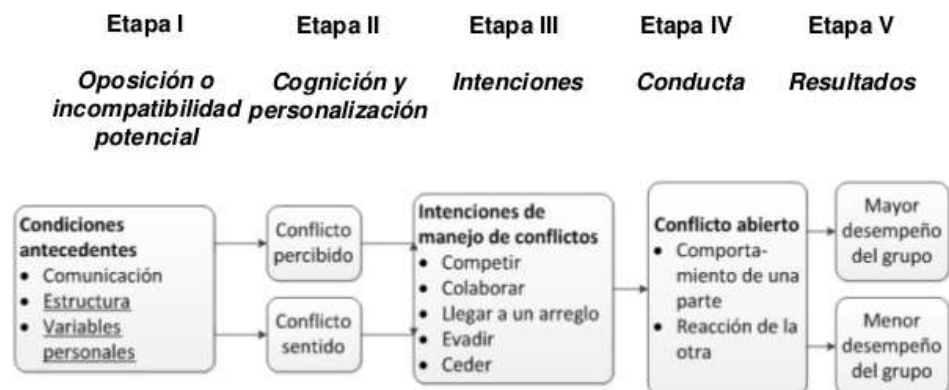 Etapa I
Etapa II
Etapa III
Etapa IV
Etapa V
Oposición o
incompatibilidad
potencial
Cognición y
personalización
Intenciones
Conducta
Resultados
Condiciones
antecedentes
• Comunicación
• Estructura
• Variables
personales
Conflicto
percibido
Conflicto
sentido
Intenciones de
manejo de conflictos
• Competir
• Colaborar
• Llegar a un arreglo
• Evadir
• Ceder
Conflicto abierto
• Comporta-
miento de una
parte
• Reacción de la
otra
Mayor
desempeño
del grupo
Menor
desempeño
del grupo